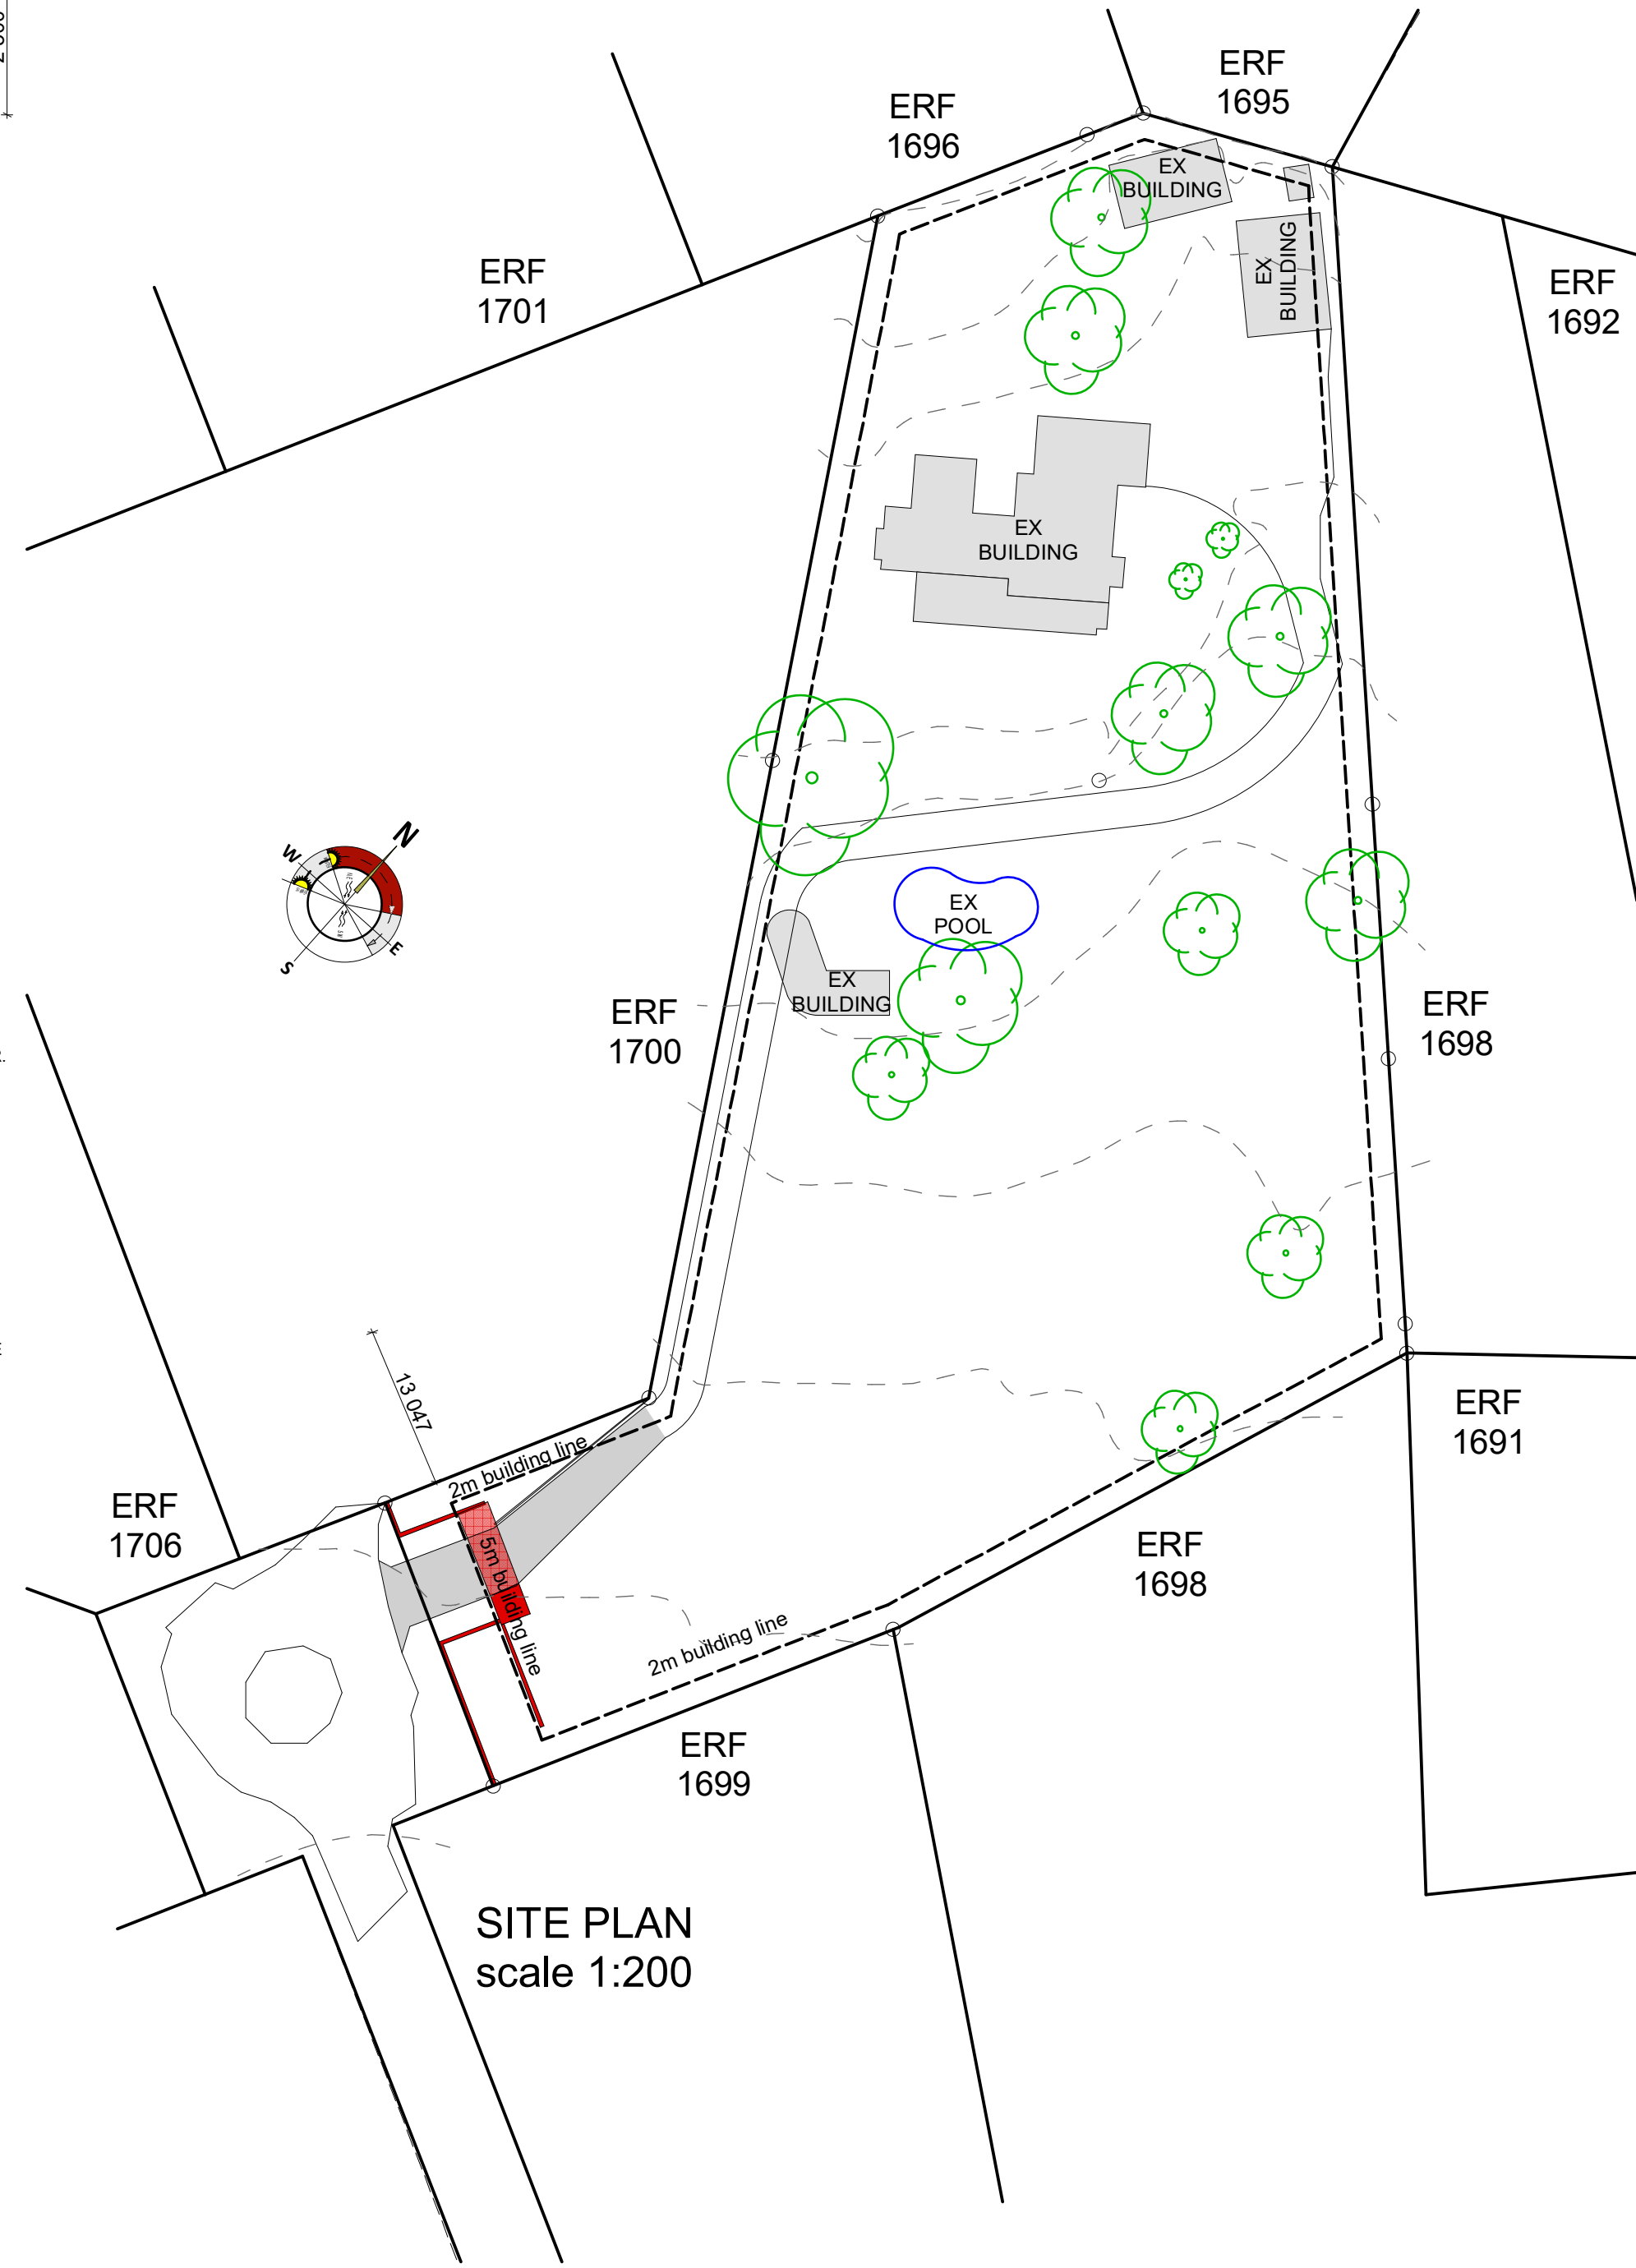 ERF
1695
ERF
1696
EX
BUILDING
EX
BUILDING
ERF
1701
ERF
1692
EX
BUILDING
N
W
E
S
EX
POOL
EX
BUILDING
ERF
1700
ERF
1698
13 047
2m building line
ERF
1691
ERF
1706
5m building line
ERF
1698
2m building line
ERF
1699
SITE PLAN
scale 1:200